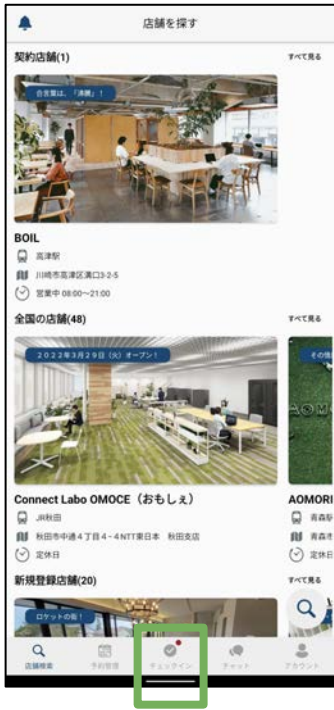 店舗を探す
契約店舗(1)
すべて見る
合言葉は、「沸騰」！
BOIL
高津駅
川崎市高津区溝口3-2-5
営業中 08:00〜21:00
全国の店舗(48)
すべて見る
2022年3月29日（火）オープン！
その他
AOM
Connect Labo OMOCE（おもしぇ）
AOMORI
JR秋田
青森駅
秋田市中通4丁目4-4NTT東日本 秋田支店
青森市
定休日
定休日
新規登録店舗(20)
すべて見る
ロケットの街！
店舗検索
予約管理
チェックイン
チャット
アカウント